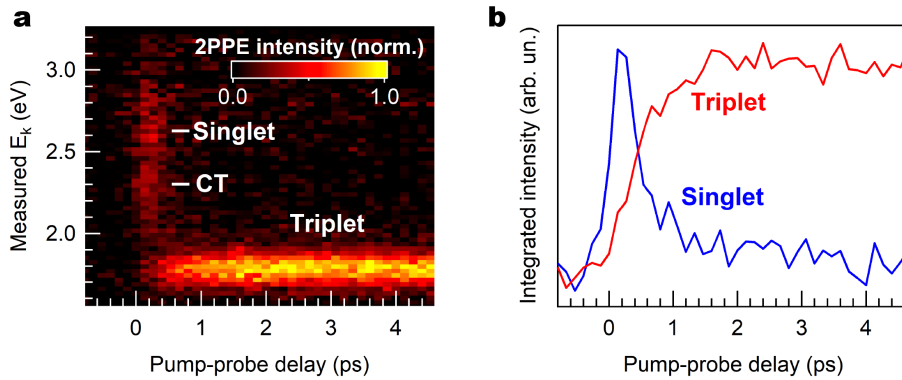 a
2PPE intensity (norm.)
0.0 1.0
3.0
Singlet
2.5
CT
Triplet
2.0
Measured Eₖ (eV)
0 1 2 3 4
Pump-probe delay (ps)
b
Triplet
Singlet
Integrated intensity (arb. un.)
0 1 2 3 4
Pump-probe delay (ps)